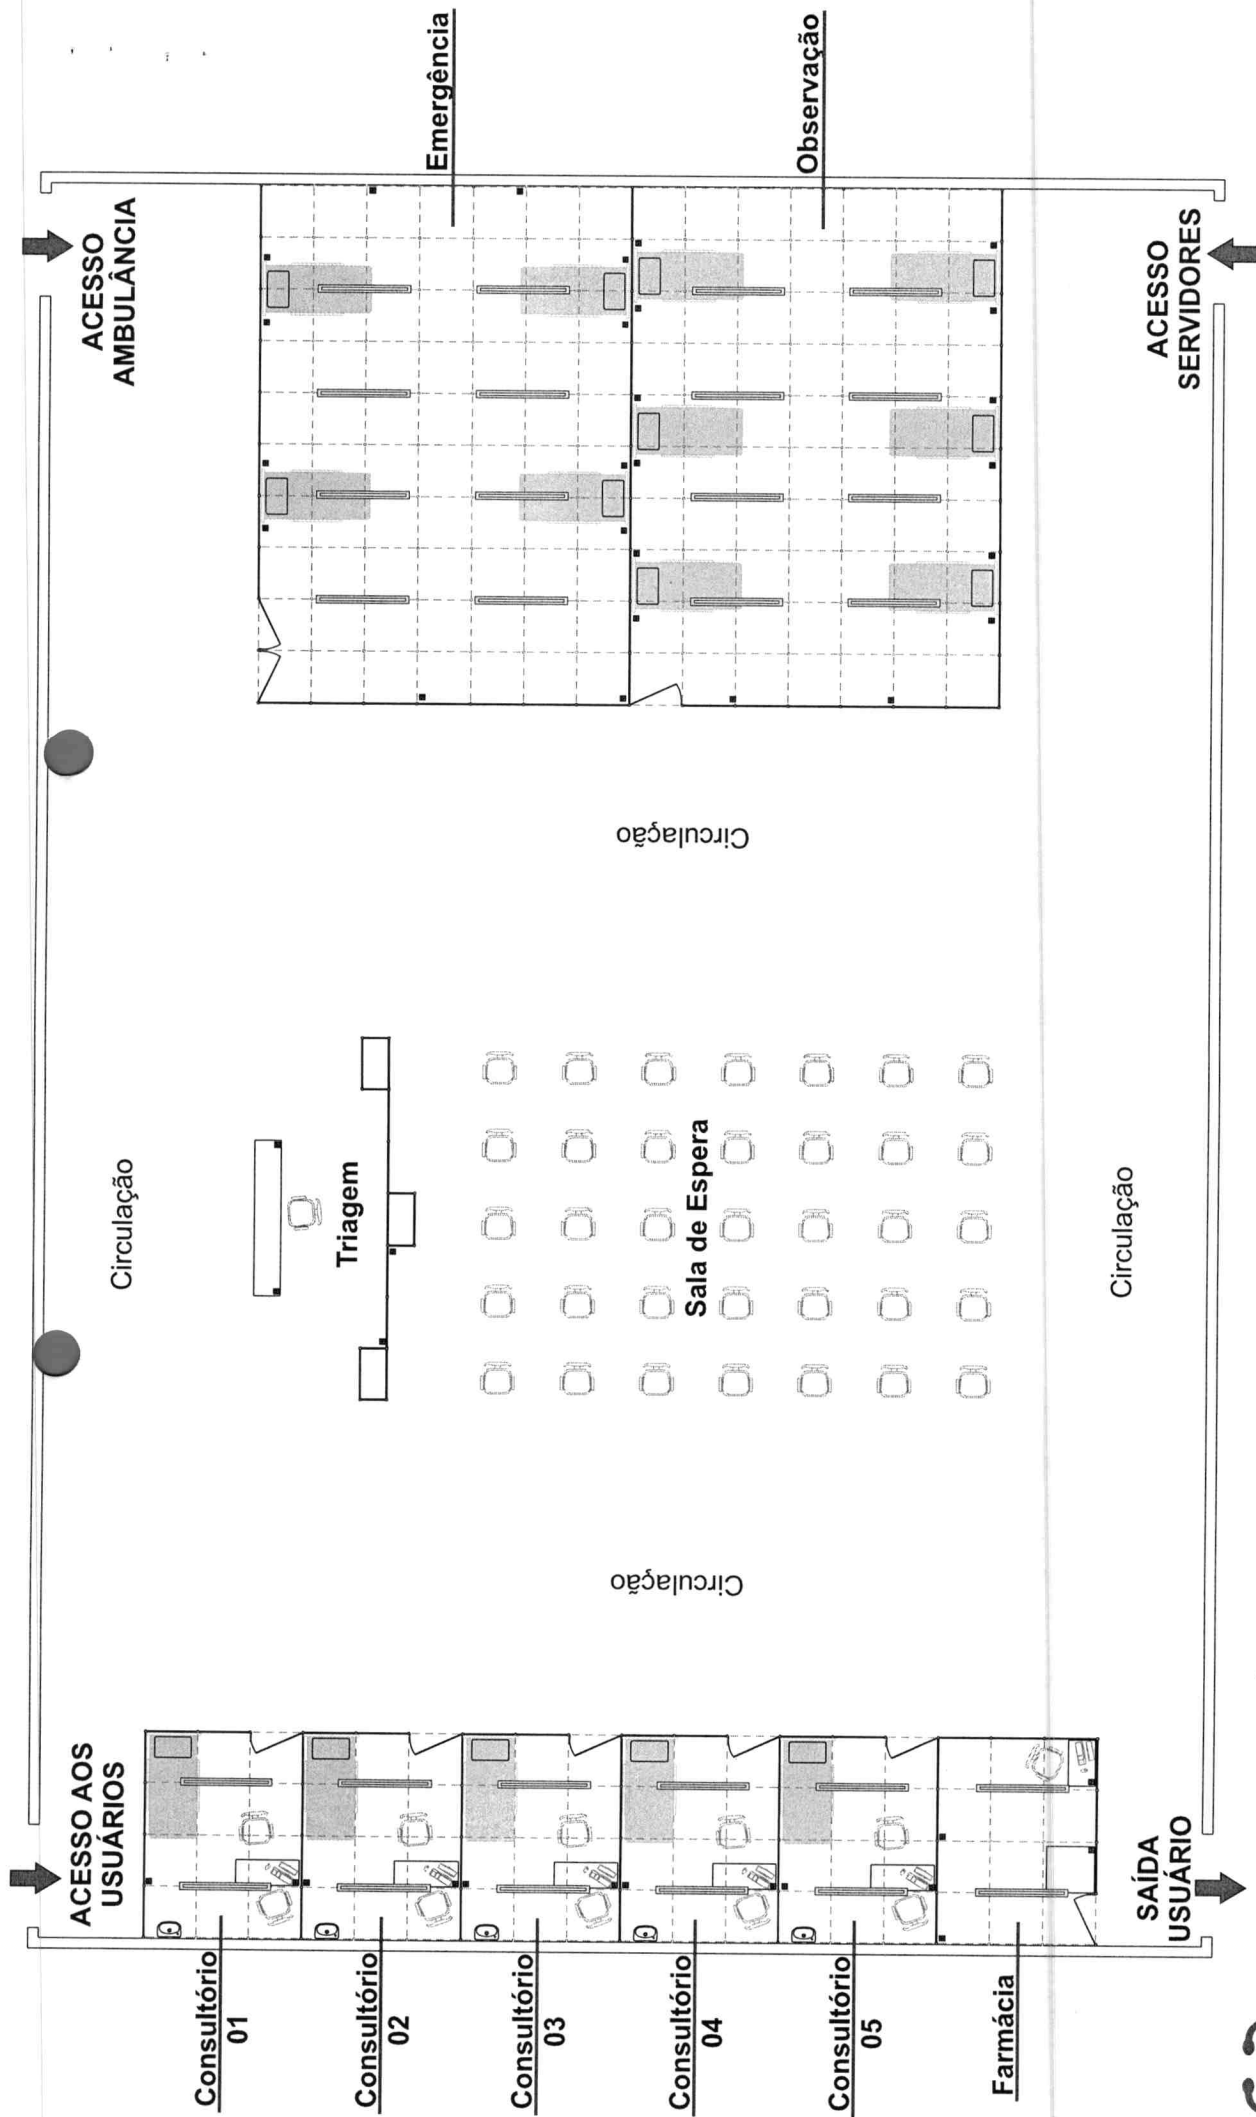 ACESSO AOS
USUÁRIOS
Circulação
ACESSO
AMBULÂNCIA
Consultório
01
Consultório
02
Consultório
03
Consultório
04
Consultório
05
Farmácia
Circulação
Triagem
Sala de Espera
Circulação
Emergência
Observação
SAÍDA
USUÁRIO
Circulação
ACESSO
SERVIDORES